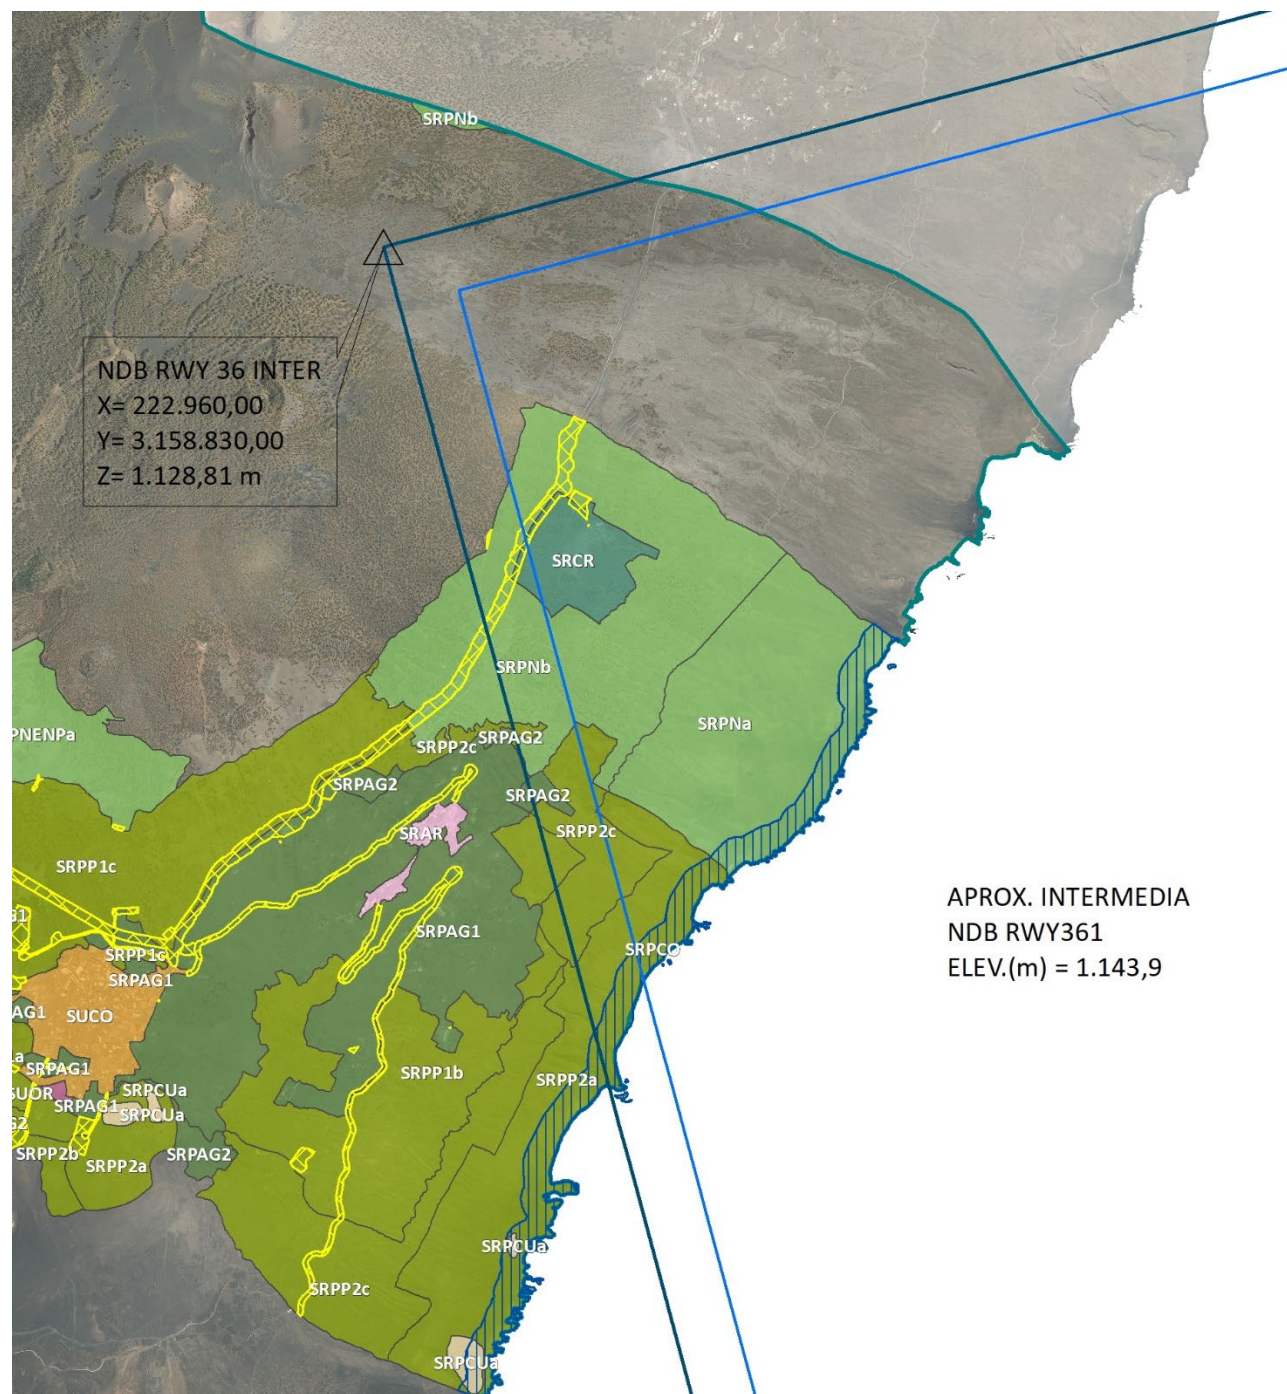 SRPNb
NDB RWY 36 INTER
X= 222.960,00
Y= 3.158.830,00
Z= 1.128,81 m
SRCR
SRPNb
SRPNa
PNENPa
SRPAG2
SRPP2c
SRPAG2
SRPAG2
SRPP2c
SRAR
SRPP1c
APROX. INTERMEDIA
NDB RWY361
ELEV.(m) = 1.143,9
SRPAG1
SRPCO
SRPP1c
SRPAG1
AG1
SUCO
SRPAG1
SRPP1b
SRPP2a
SUOR
SRPAG1
SRPCUa
SRPCUa
SRPP2b
SRPP2a
SRPAG2
SRPCUa
SRPP2c
SRPCUa